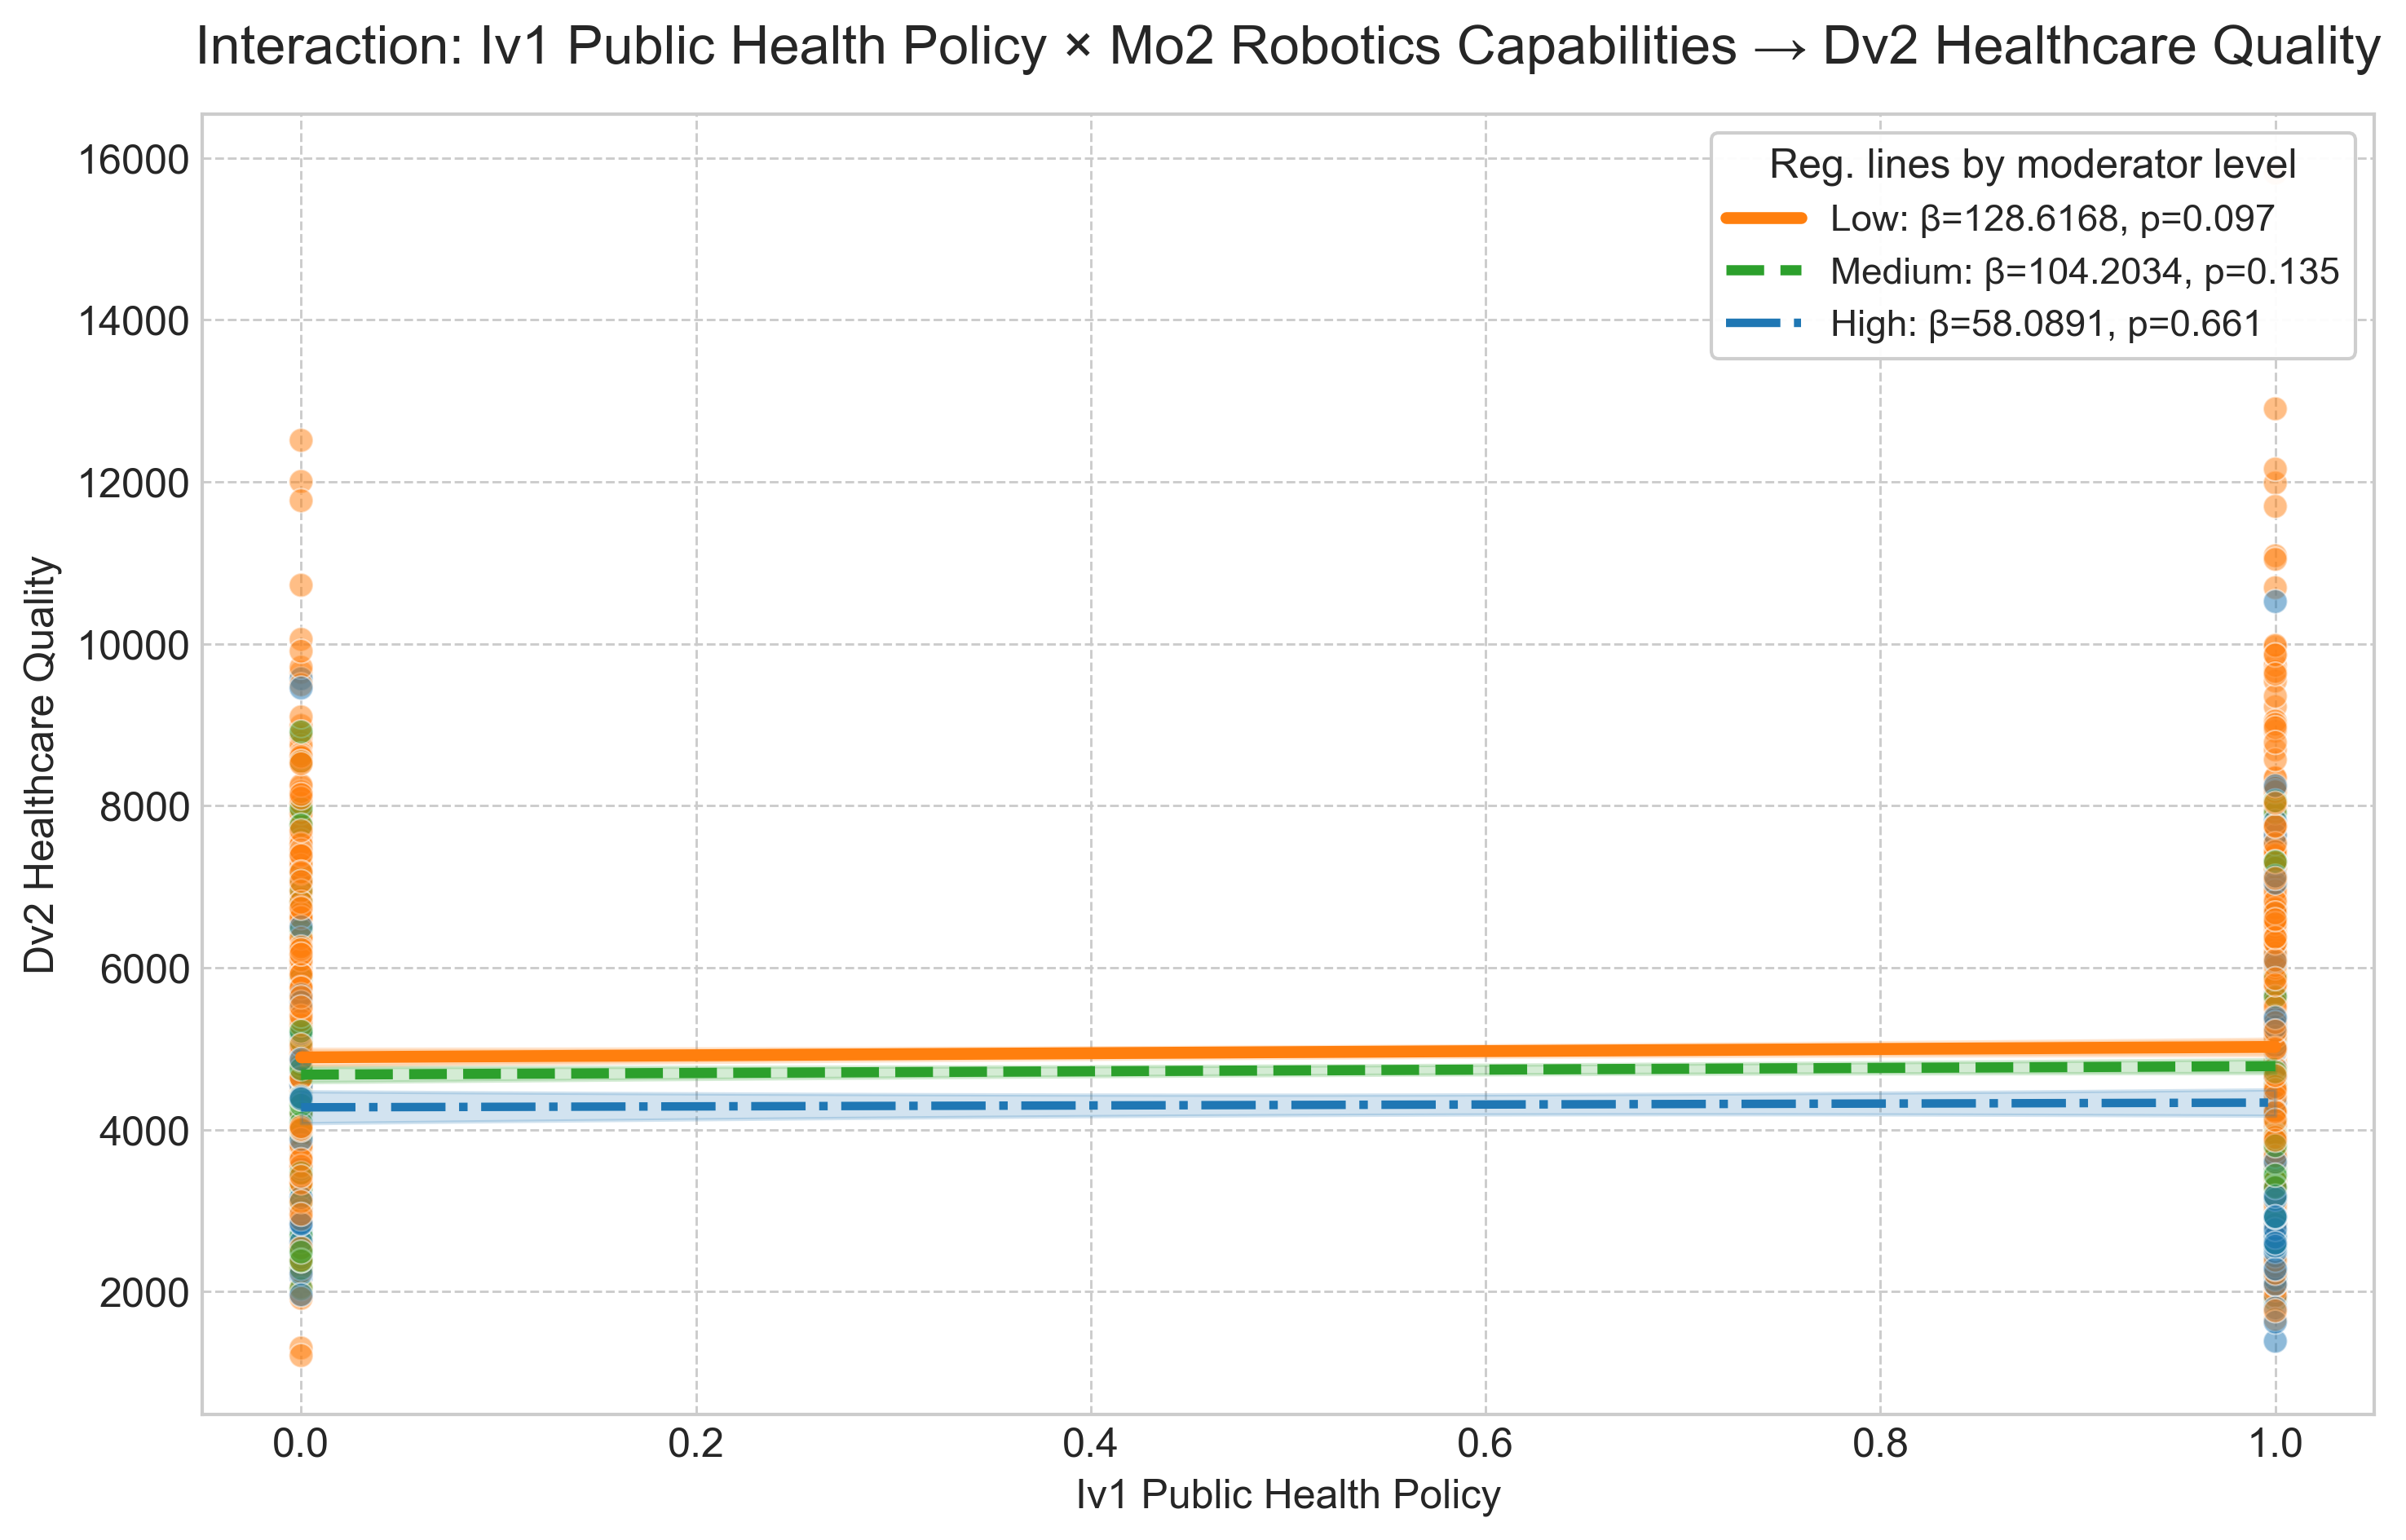 Interaction: Iv1 Public Health Policy × Mo2 Robotics Capabilities → Dv2 Healthcare Quality
Reg. lines by moderator level
Low: β=128.6168, p=0.097
Medium: β=104.2034, p=0.135
High: β=58.0891, p=0.661
Dv2 Healthcare Quality
16000
14000
12000
10000
8000
6000
4000
2000
0.0 0.2 0.4 0.6 0.8 1.0
Iv1 Public Health Policy